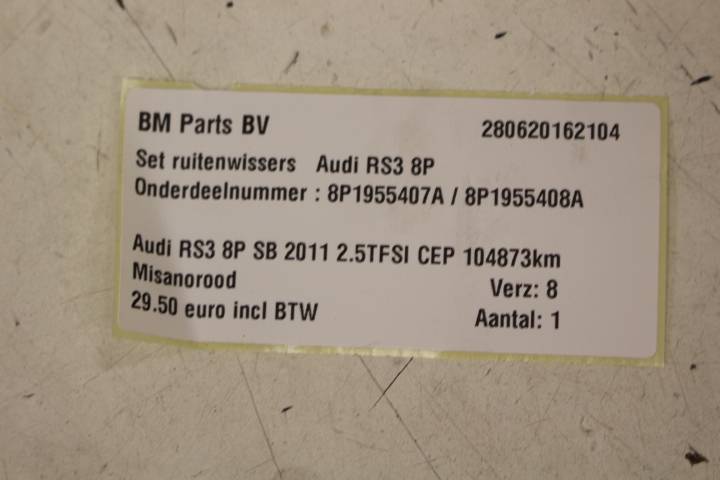 BM Parts BV 280620162104
Set ruitenwissers Audi RS3 8P
Onderdeelnummer : 8P1955407A / 8P1955408A
Audi RS3 8P SB 2011 2.5TFSI CEP 104873km
Misanorood Verz: 8
29.50 euro incl BTW Aantal: 1